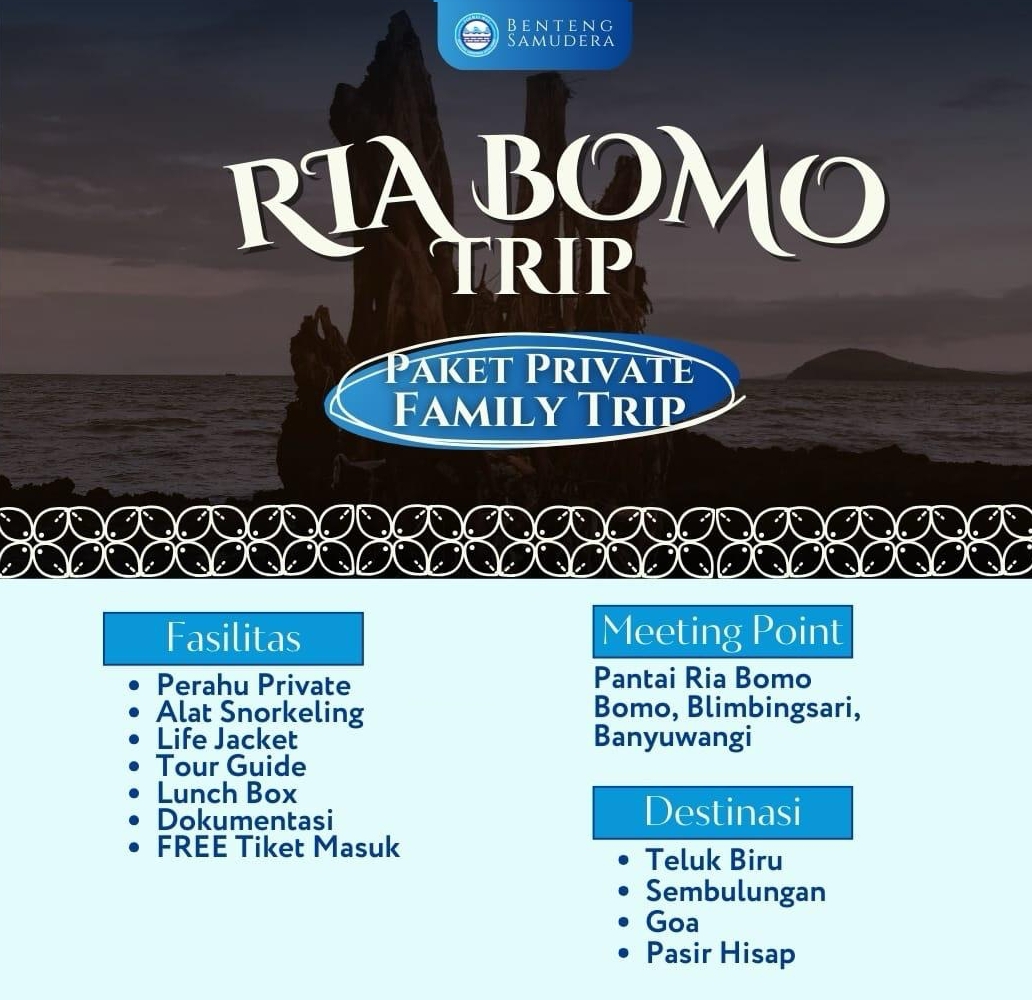 BENTENG
SAMUDERA
RIA BOMO
TRIP
PAKET PRIVATE
FAMILY TRIP
Fasilitas
• Perahu Private
• Alat Snorkeling
• Life Jacket
• Tour Guide
• Lunch Box
• Dokumentasi
• FREE Tiket Masuk
Meeting Point
Pantai Ria Bomo
Bomo, Blimbingsari,
Banyuwangi
Destinasi
• Teluk Biru
• Sembulungan
• Goa
• Pasir Hisap